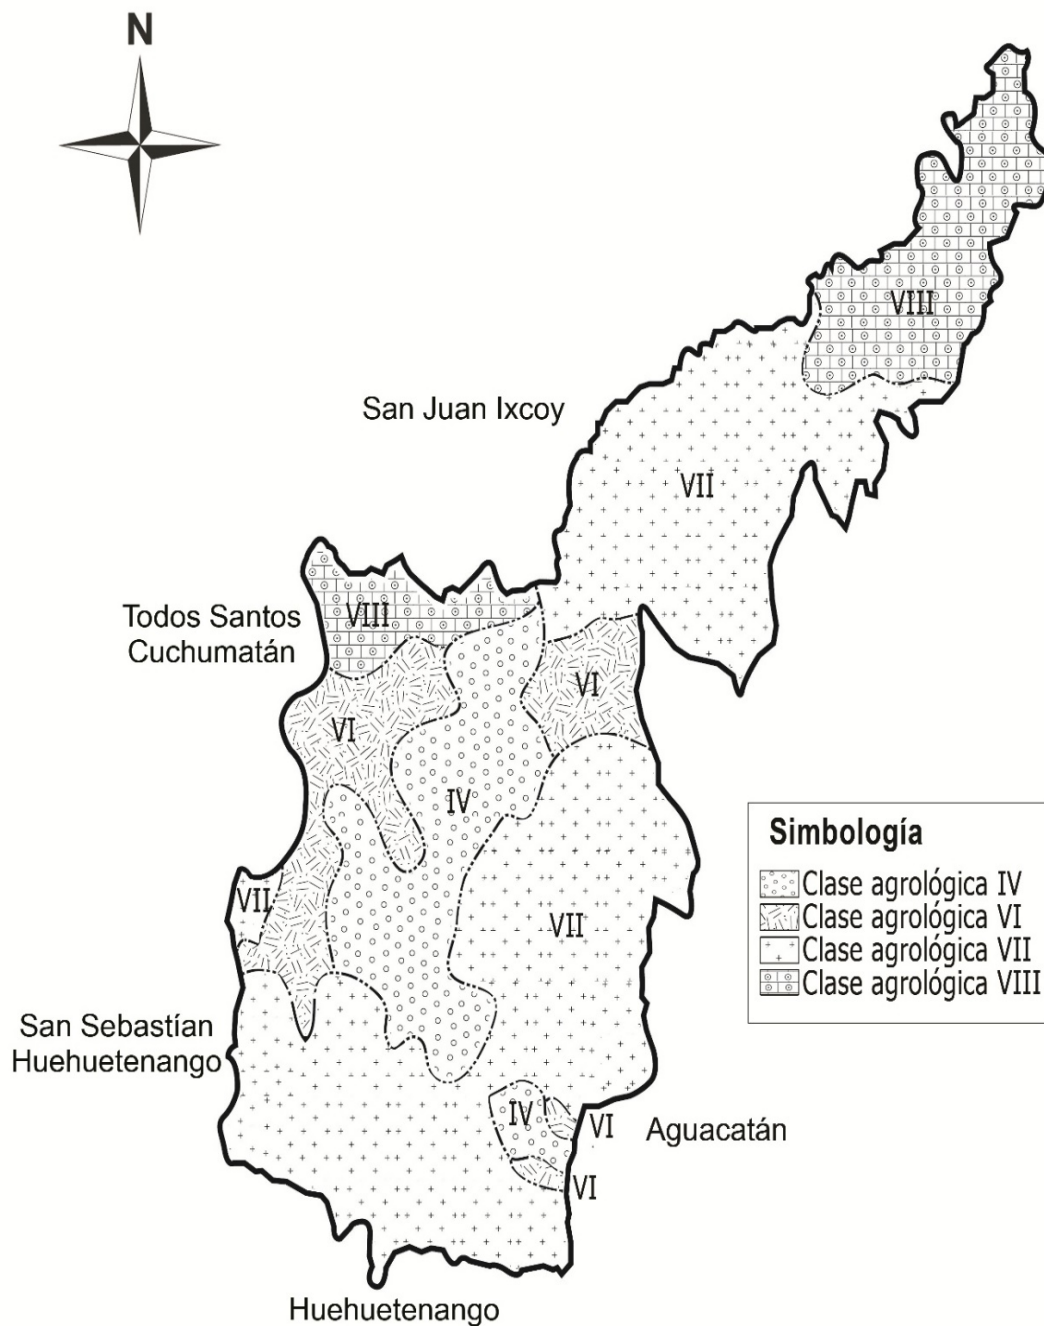 N
VIII
San Juan Ixcoy
VII
VIII
Todos Santos
Cuchumatán
VI
VI
IV
Simbología
Clase agrológica IV
Clase agrológica VI
Clase agrológica VII
Clase agrológica VIII
VII
VII
San Sebastían
Huehuetenango
IV
VI
Aguacatán
VI
Huehuetenango